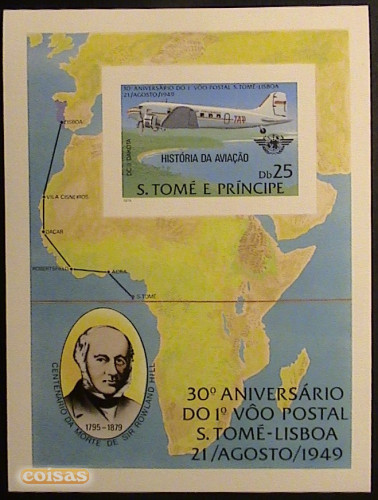 30º ANIVERSÁRIO DO 1º VÔO POSTAL S.TOMÉ-LISBOA
21/AGOSTO/1949
DC-3 DAKOTA
HISTÓRIA DA AVIAÇÃO
Db25
S. TOMÉ E PRÍNCIPE
LISBOA
VILA CISNEIROS
DACAR
ROBERTSFIELD
ACRA
S. TOMÉ
CENTENÁRIO DA MORTE DE SIR ROWLAND HILL
1795-1879
30º ANIVERSÁRIO
DO 1º VÔO POSTAL
S. TOMÉ-LISBOA
21/AGOSTO/1949
coisas